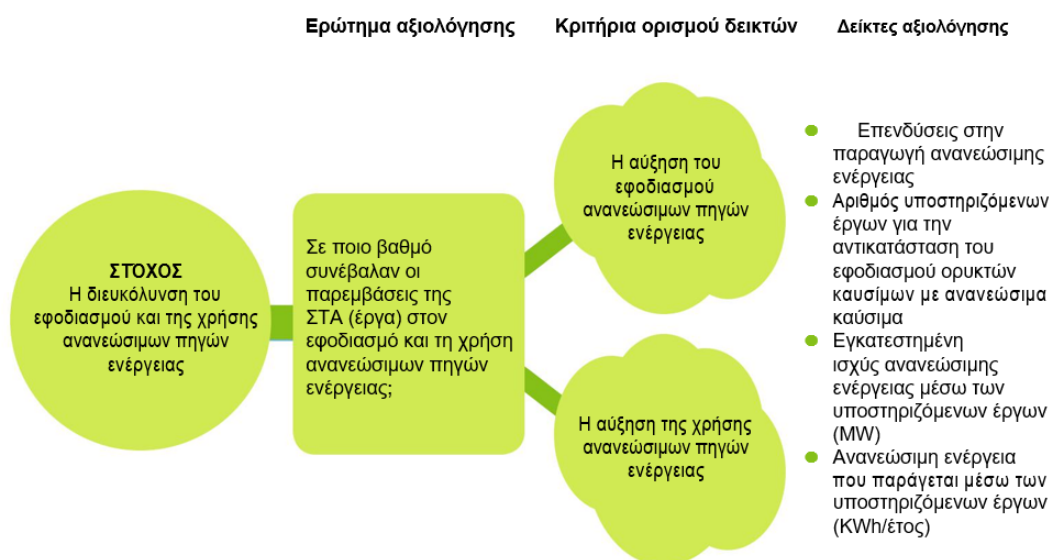 Ερώτημα αξιολόγησης
Κριτήρια ορισμού δεικτών
Δείκτες αξιολόγησης
ΣΤΌΧΟΣ
Η διευκόλυνση του
εφοδιασμού και της χρήσης
ανανεώσιμων πηγών
ενέργειας
Σε ποιο βαθμό
συνέβαλαν οι
παρεμβάσεις της
ΣΤΑ (έργα) στον
εφοδιασμό και τη χρήση
ανανεώσιμων πηγών
ενέργειας;
Η αύξηση του
εφοδιασμού
ανανεώσιμων πηγών
ενέργειας
Η αύξηση της χρήσης
ανανεώσιμων πηγών
ενέργειας
Επενδύσεις στην
παραγωγή ανανεώσιμης
ενέργειας
Αριθμός υποστηριζόμενων
έργων για την
αντικατάσταση του
εφοδιασμού ορυκτών
καυσίμων με ανανεώσιμα
καύσιμα
Εγκατεστημένη
ισχύς ανανεώσιμης
ενέργειας μέσω των
υποστηριζόμενων έργων
(MW)
Ανανεώσιμη ενέργεια
που παράγεται μέσω των
υποστηριζόμενων έργων
(KWh/έτος)